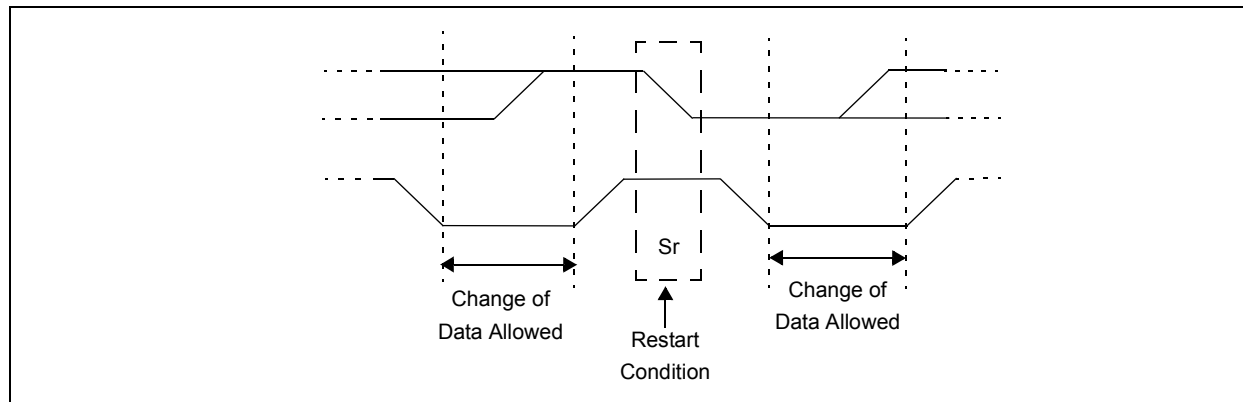 Sr
Change of
Data Allowed
Restart
Condition
Change of
Data Allowed